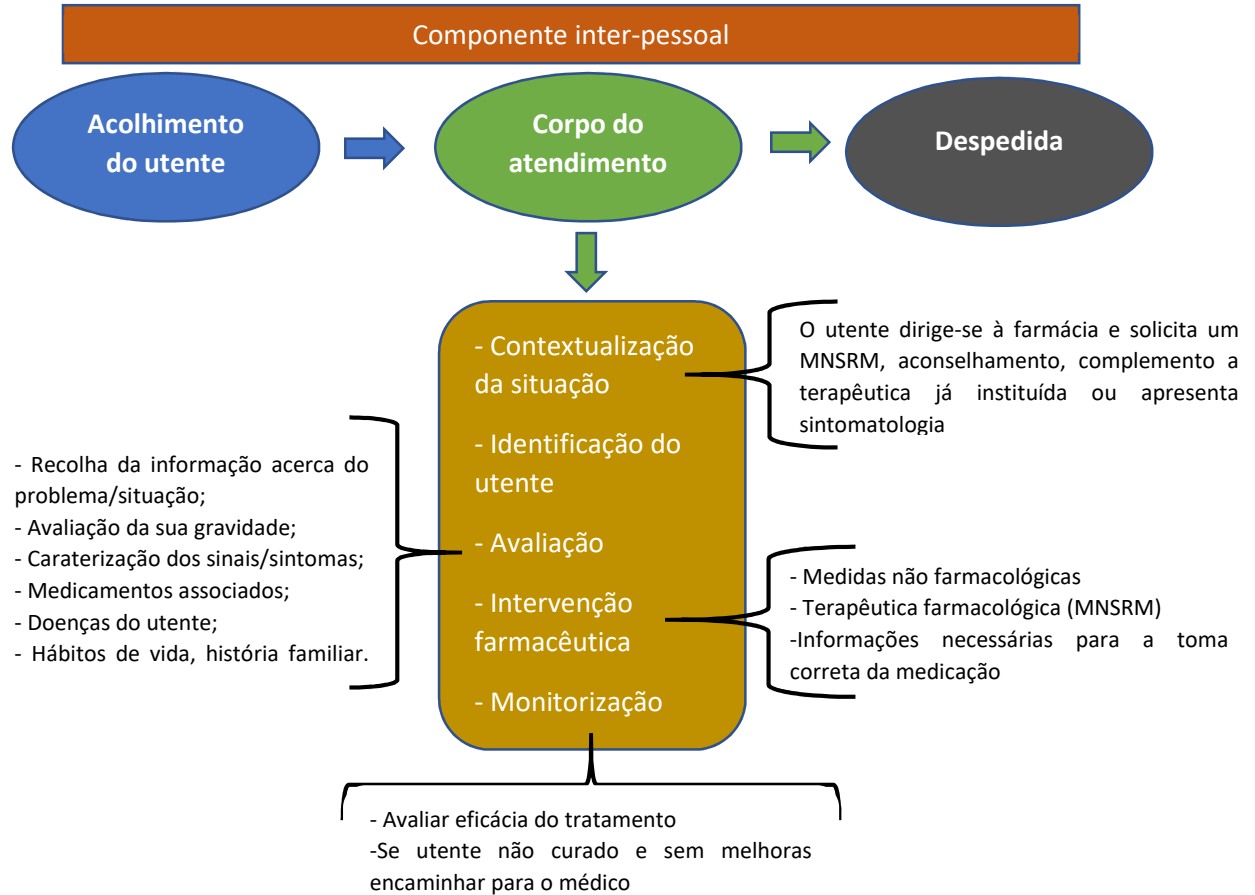 Componente inter-pessoal
Acolhimento
do utente
Corpo do
atendimento
Despedida
- Contextualização
da situação
- Identificação do
utente
- Avaliação
- Intervenção
farmacêutica
- Monitorização
O utente dirige-se à farmácia e solicita um
MNSRM, aconselhamento, complemento a
terapêutica já instituída ou apresenta
sintomatologia
- Recolha da informação acerca do
problema/situação;
- Avaliação da sua gravidade;
- Caraterização dos sinais/sintomas;
- Medicamentos associados;
- Doenças do utente;
- Hábitos de vida, história familiar.
- Medidas não farmacológicas
- Terapêutica farmacológica (MNSRM)
-Informações necessárias para a toma
correta da medicação
- Avaliar eficácia do tratamento
-Se utente não curado e sem melhoras
encaminhar para o médico